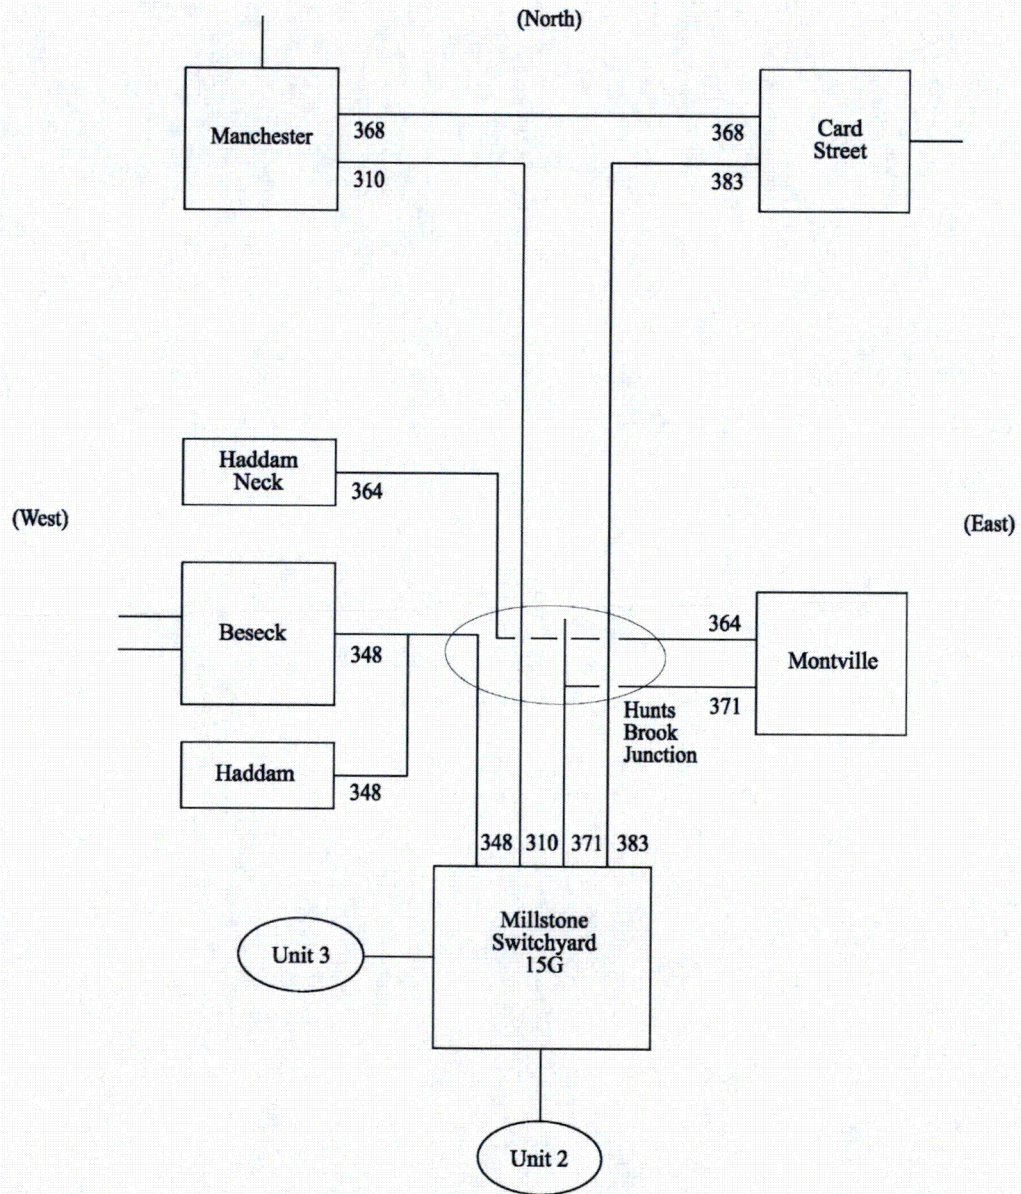 (North)
Manchester
368
310
368
383
Card
Street
Haddam
Neck
364
(West)
(East)
Beseck
348
364
371
Montville
Hunts
Brook
Junction
Haddam
348
348
310
371
383
Millstone
Switchyard
15G
Unit 3
Unit 2